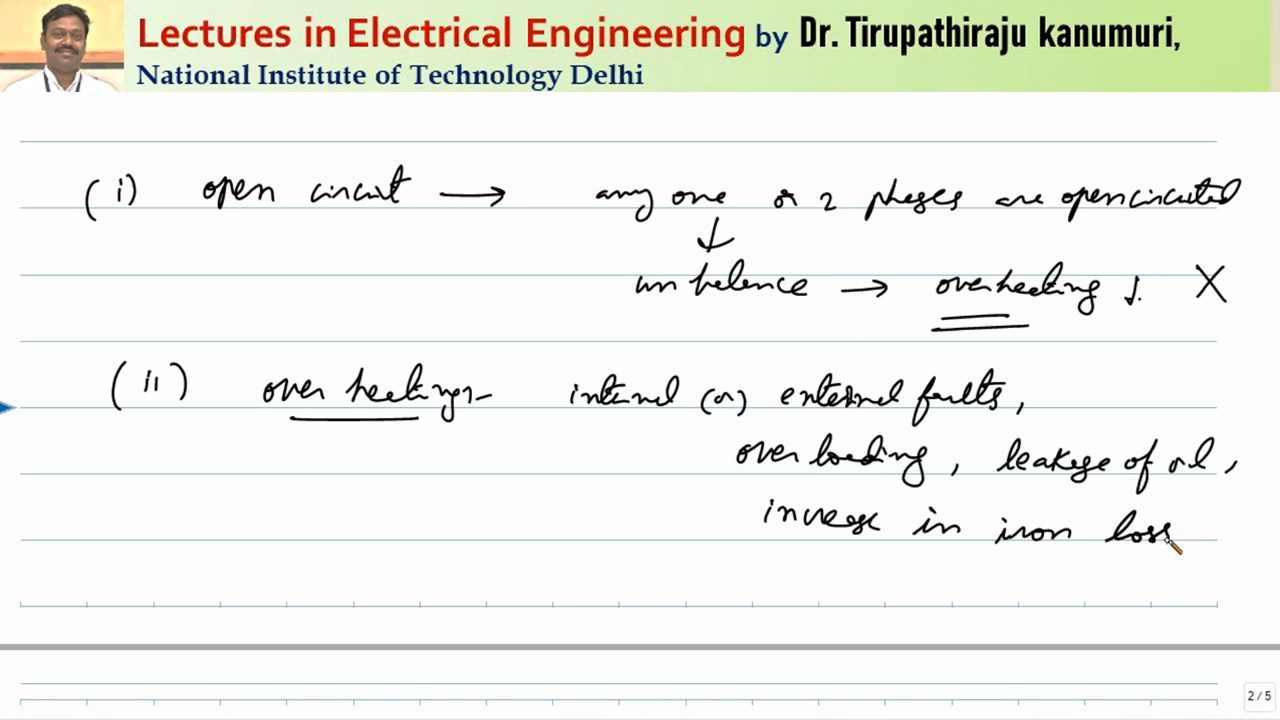 Lectures in Electrical Engineering by Dr. Tirupathiraju kanumuri,
National Institute of Technology Delhi
(i) open circuit → any one or 2 phases are opencircuited
↓
unbalence → overheating ↓. X
(ii) over heating:- internal (or) external faults,
over loading, leakage of oil,
increase in iron loss
2 / 5